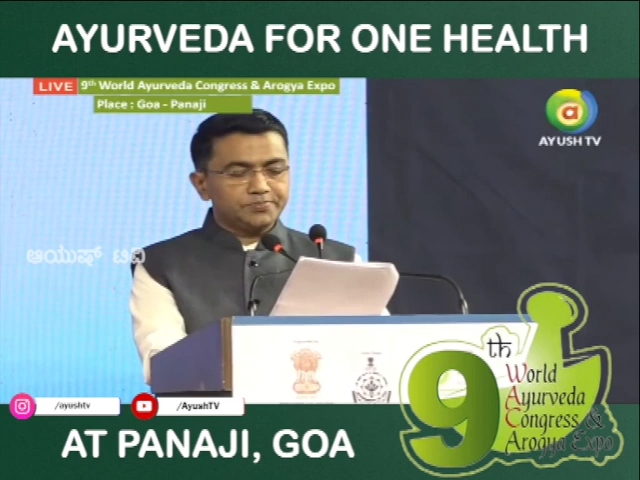 AYURVEDA FOR ONE HEALTH
LIVE 9th World Ayurveda Congress & Arogya Expo
Place : Goa - Panaji
a
AYUSH TV
ಆಯುಷ್ ಟಿವಿ
9th World
Ayurveda
Congress &
Arogya Expo
/ayushtv
/AyushTV
AT PANAJI, GOA